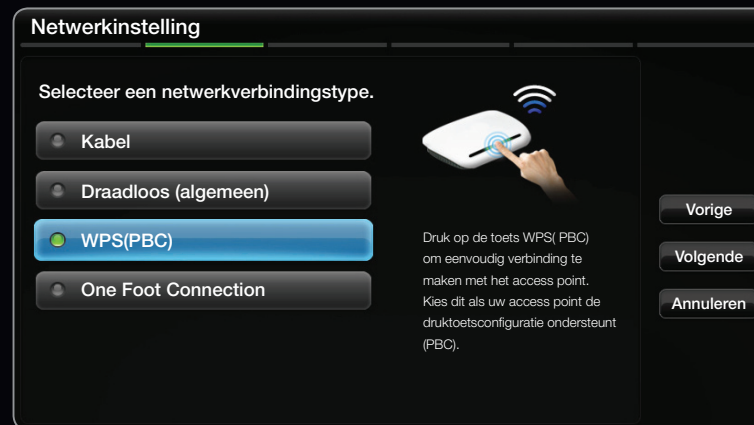 Netwerkinstelling
Selecteer een netwerkverbindingstype.
Kabel
Draadloos (algemeen)
WPS(PBC)
One Foot Connection
Druk op de toets WPS( PBC)
om eenvoudig verbinding te
maken met het access point.
Kies dit als uw access point de
druktoetsconfiguratie ondersteunt
(PBC).
Vorige
Volgende
Annuleren